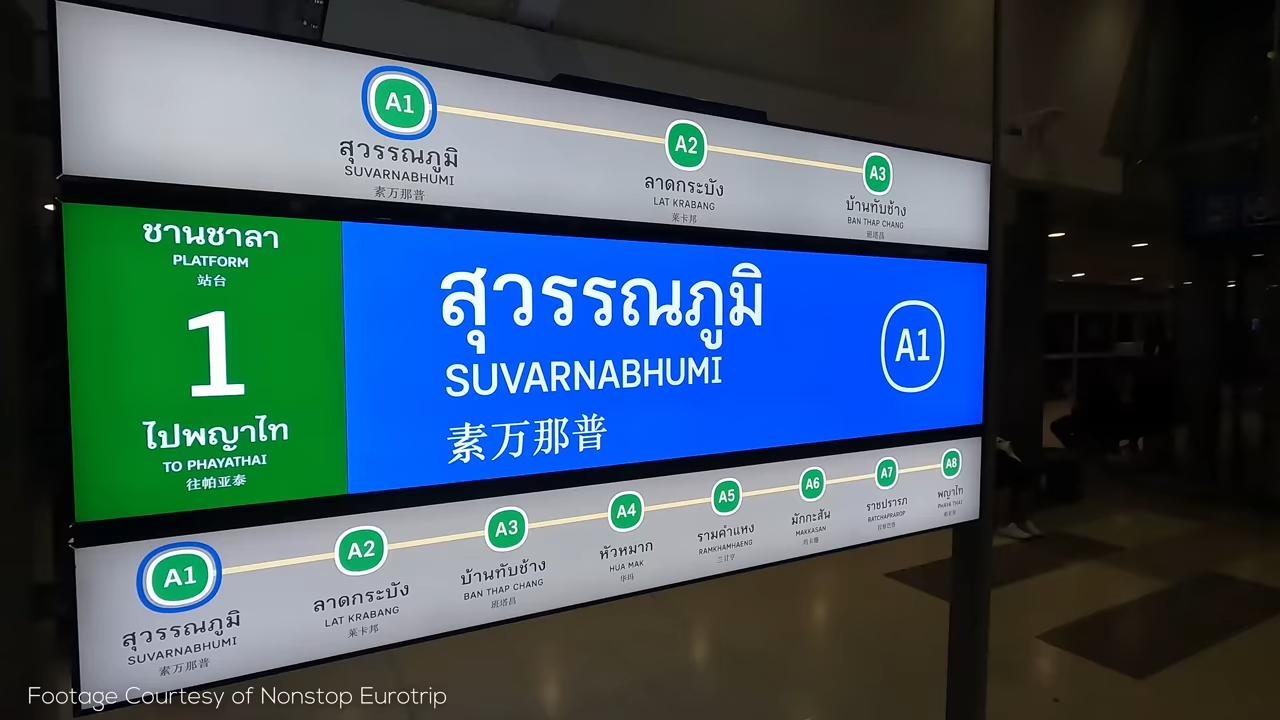 A1
สุวรรณภูมิ
SUVARNABHUMI
素万那普
A2
ลาดกระบัง
LAT KRABANG
莱卡邦
A3
บ้านทับช้าง
BAN THAP CHANG
班塔昌
ชานชาลา
PLATFORM
站台
1
ไปพญาไท
TO PHAYATHAI
往帕亚泰
สุวรรณภูมิ
SUVARNABHUMI
素万那普
A1
A1
สุวรรณภูมิ
SUVARNABHUMI
素万那普
A2
ลาดกระบัง
LAT KRABANG
莱卡邦
A3
บ้านทับช้าง
BAN THAP CHANG
班塔昌
A4
หัวหมาก
HUA MAK
华玛
A5
รามคำแหง
RAMKHAMHAENG
A6
มักกะสัน
MAKKASAN
A7
ราชปรารภ
RATCHAPRAROP
A8
พญาไท
PHAYA THAI
Footage Courtesy of Nonstop Eurotrip